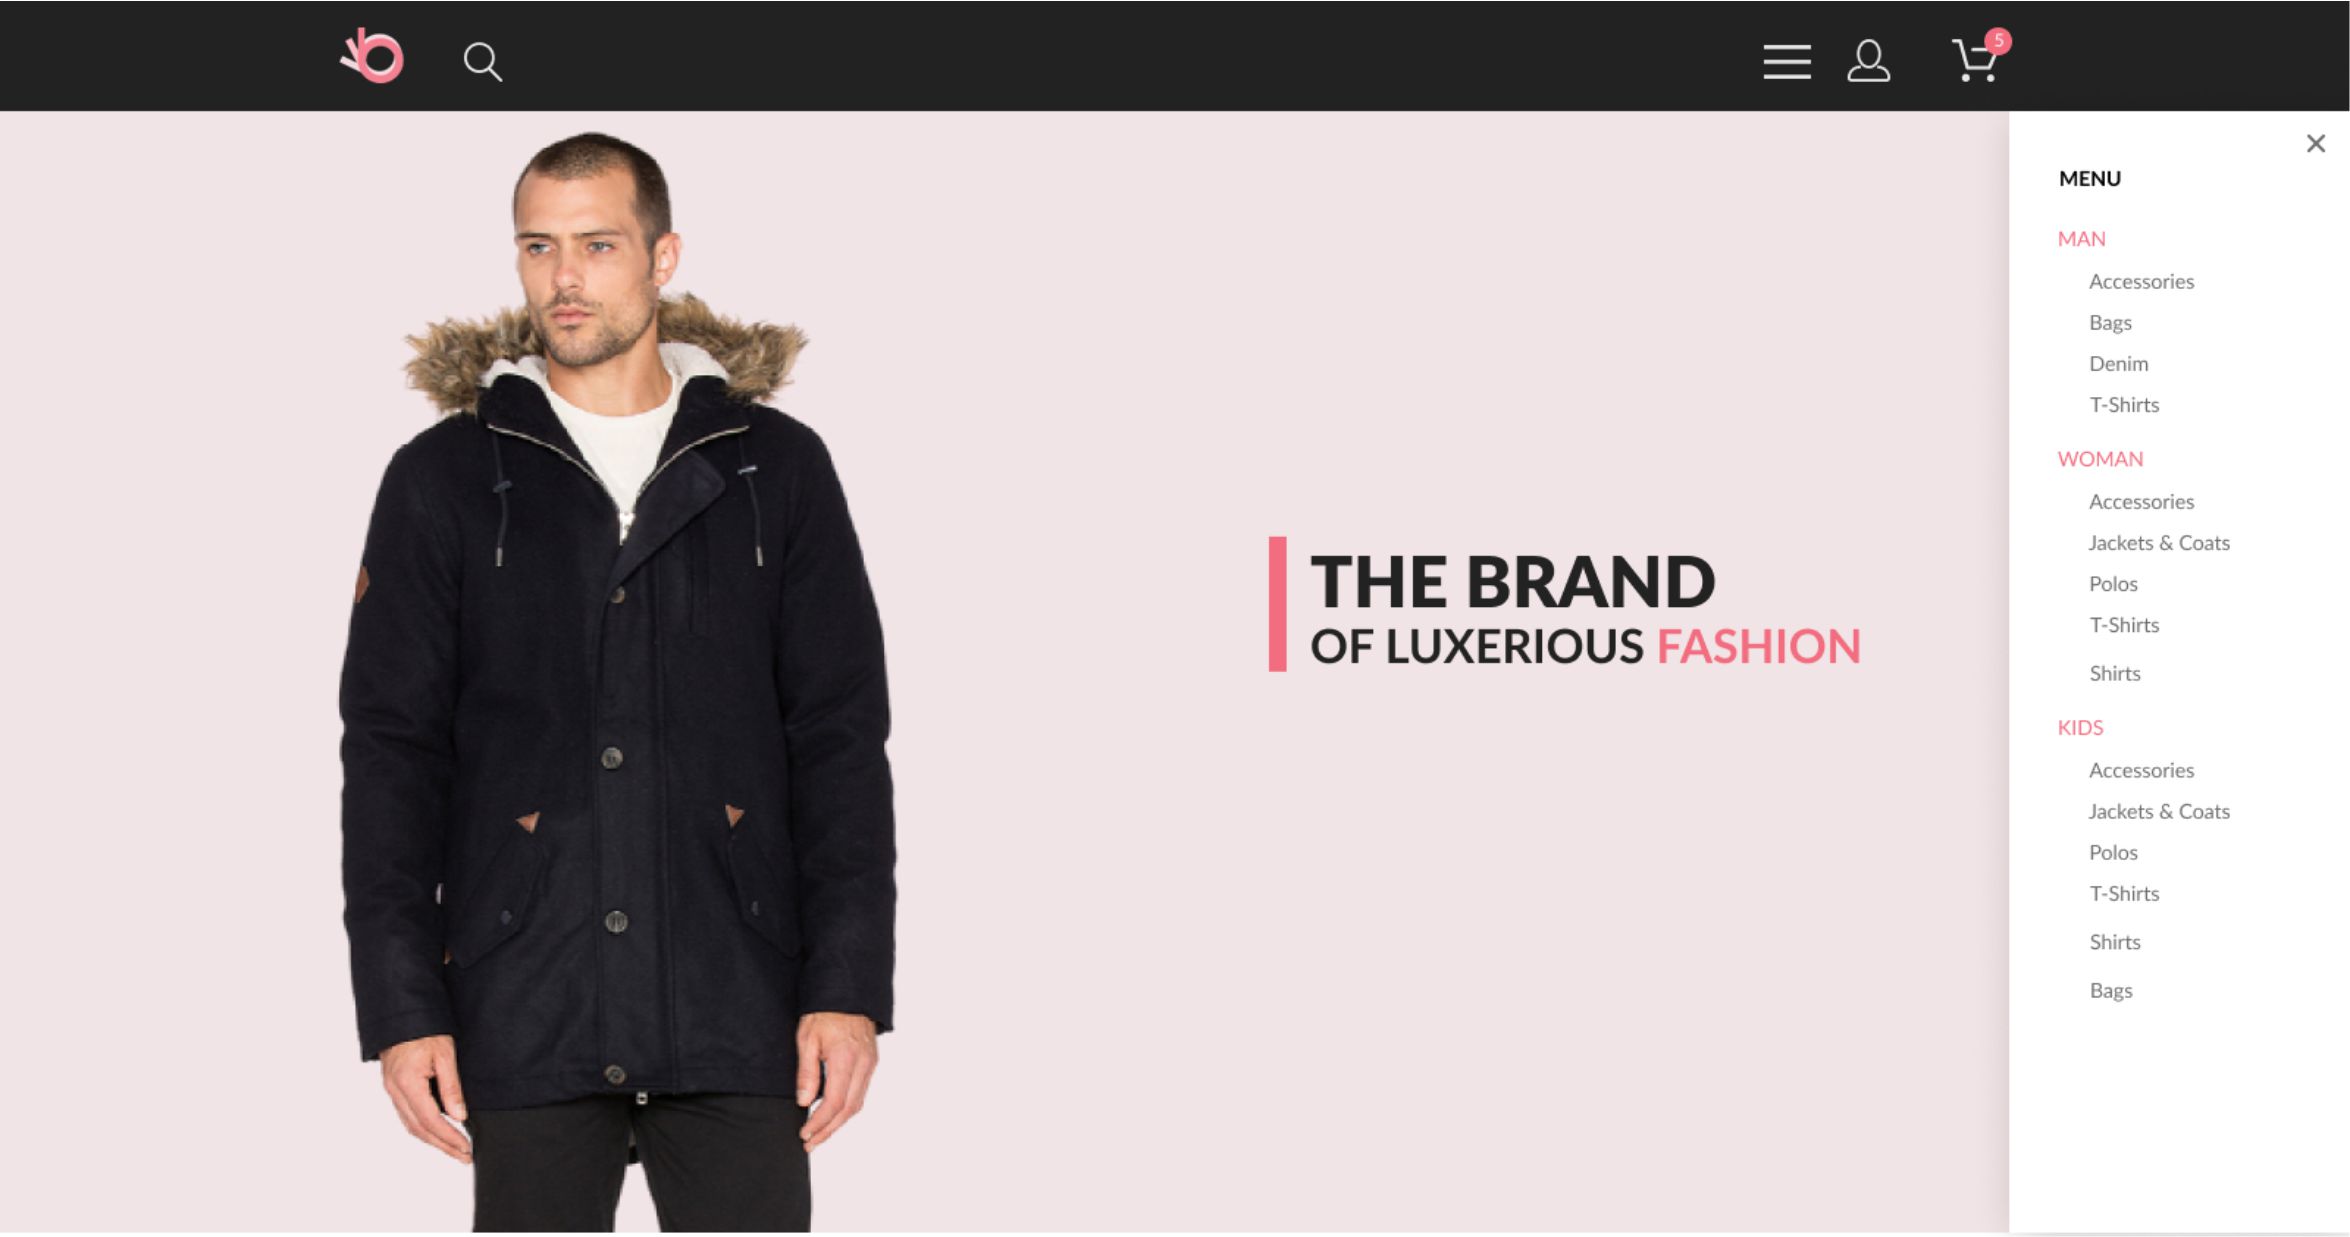 5
MENU
MAN
Accessories
Bags
Denim
T-Shirts
WOMAN
Accessories
Jackets & Coats
Polos
T-Shirts
Shirts
KIDS
Accessories
Jackets & Coats
Polos
T-Shirts
Shirts
Bags
THE BRAND
OF LUXERIOUS FASHION